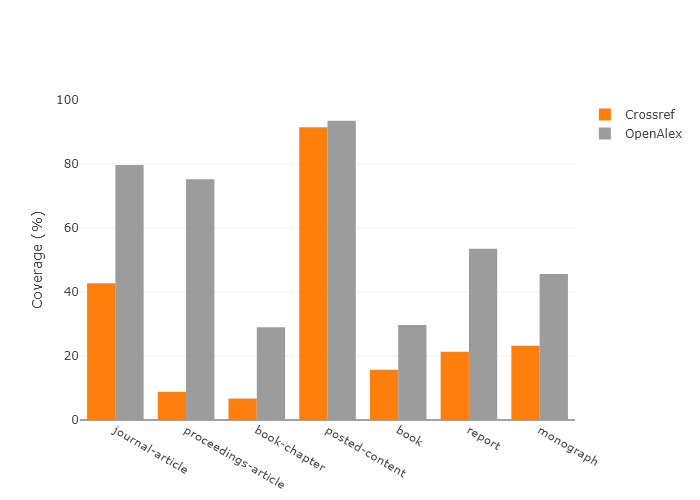 100
80
60
40
20
0
Coverage (%)
journal-article
proceedings-article
book-chapter
posted-content
book
report
monograph
Crossref
OpenAlex